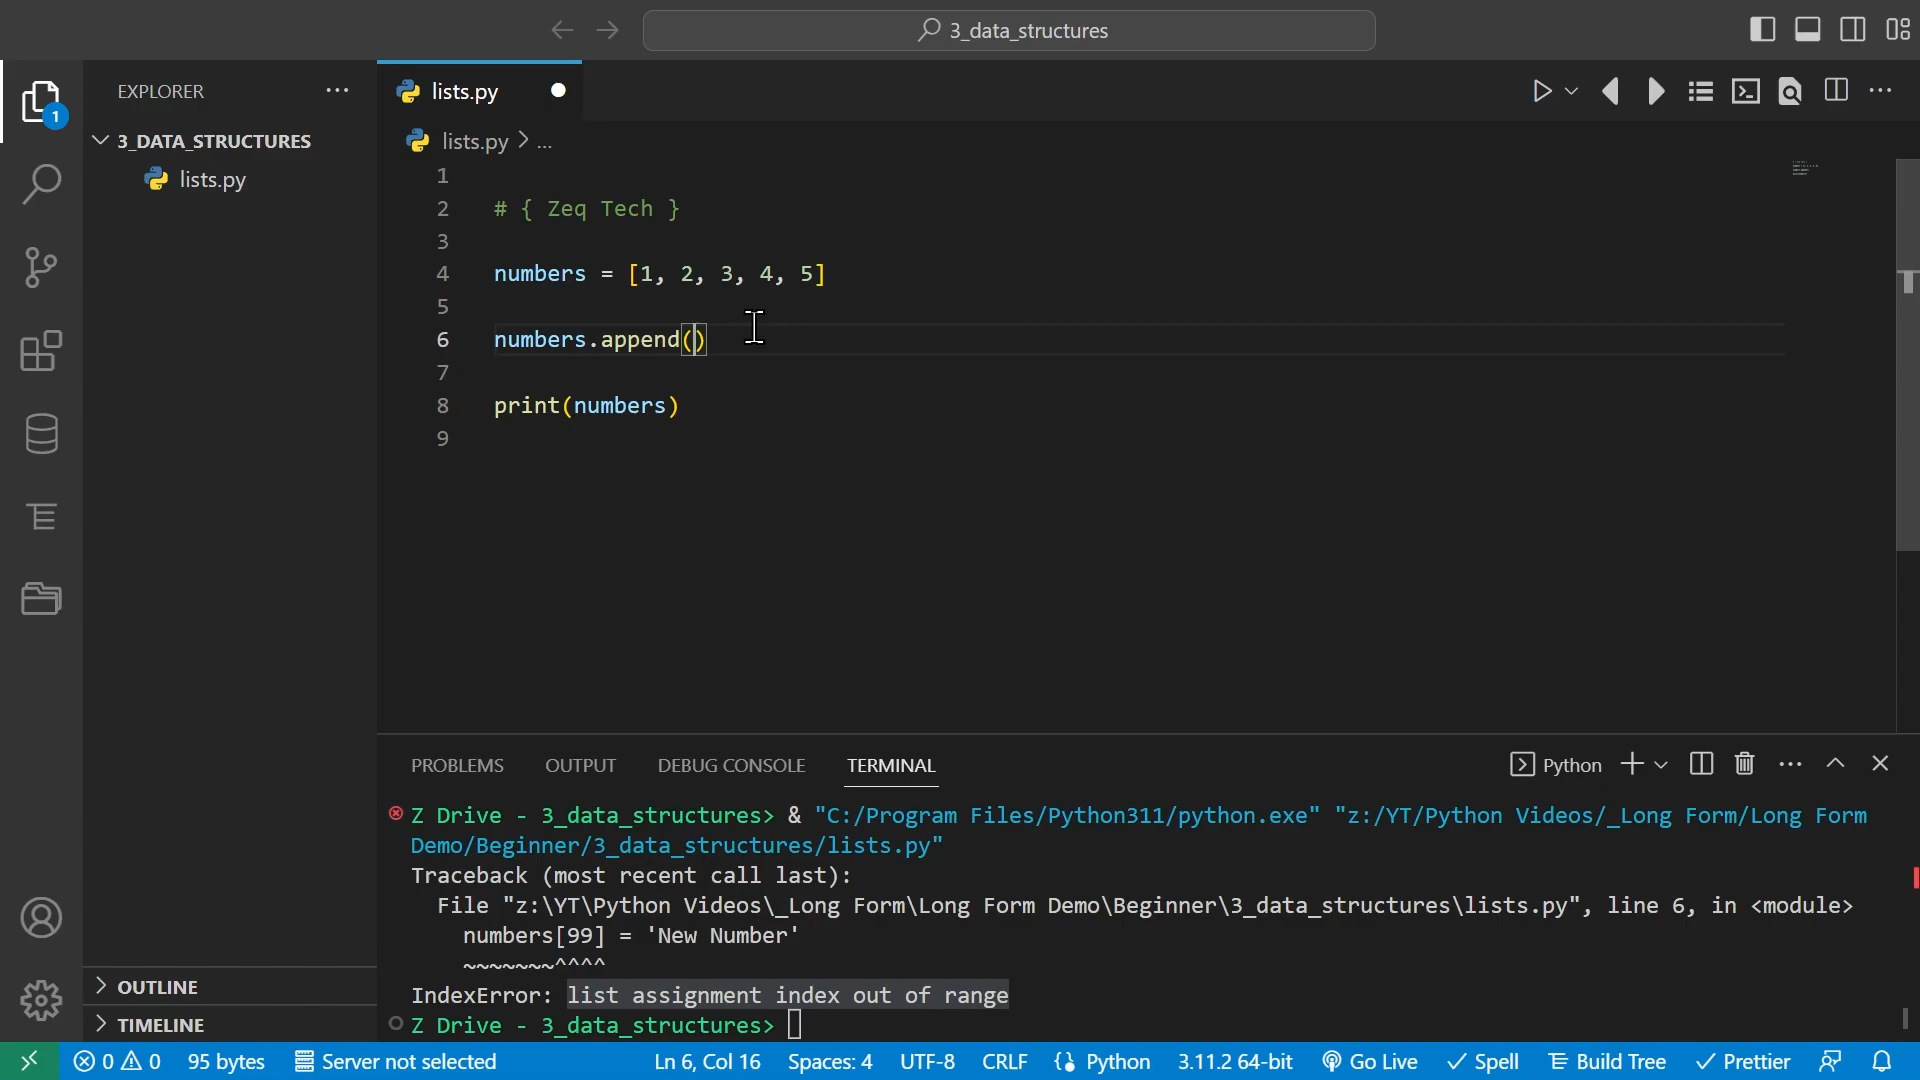 3_data_structures
EXPLORER
3_DATA_STRUCTURES
lists.py
OUTLINE
TIMELINE
lists.py
lists.py > ...
1
2 # { Zeq Tech }
3
4 numbers = [1, 2, 3, 4, 5]
5
6 numbers.append()
7
8 print(numbers)
9
PROBLEMS OUTPUT DEBUG CONSOLE TERMINAL Python
Z Drive - 3_data_structures> & "C:/Program Files/Python311/python.exe" "z:/YT/Python Videos/_Long Form/Long Form
Demo/Beginner/3_data_structures/lists.py"
Traceback (most recent call last):
File "z:\YT\Python Videos\_Long Form\Long Form Demo\Beginner\3_data_structures\lists.py", line 6, in <module>
numbers[99] = 'New Number'
~~~~~~~^^^^
IndexError: list assignment index out of range
Z Drive - 3_data_structures>
1
0 0 95 bytes Server not selected Ln 6, Col 16 Spaces: 4 UTF-8 CRLF Python 3.11.2 64-bit Go Live Spell Build Tree Prettier